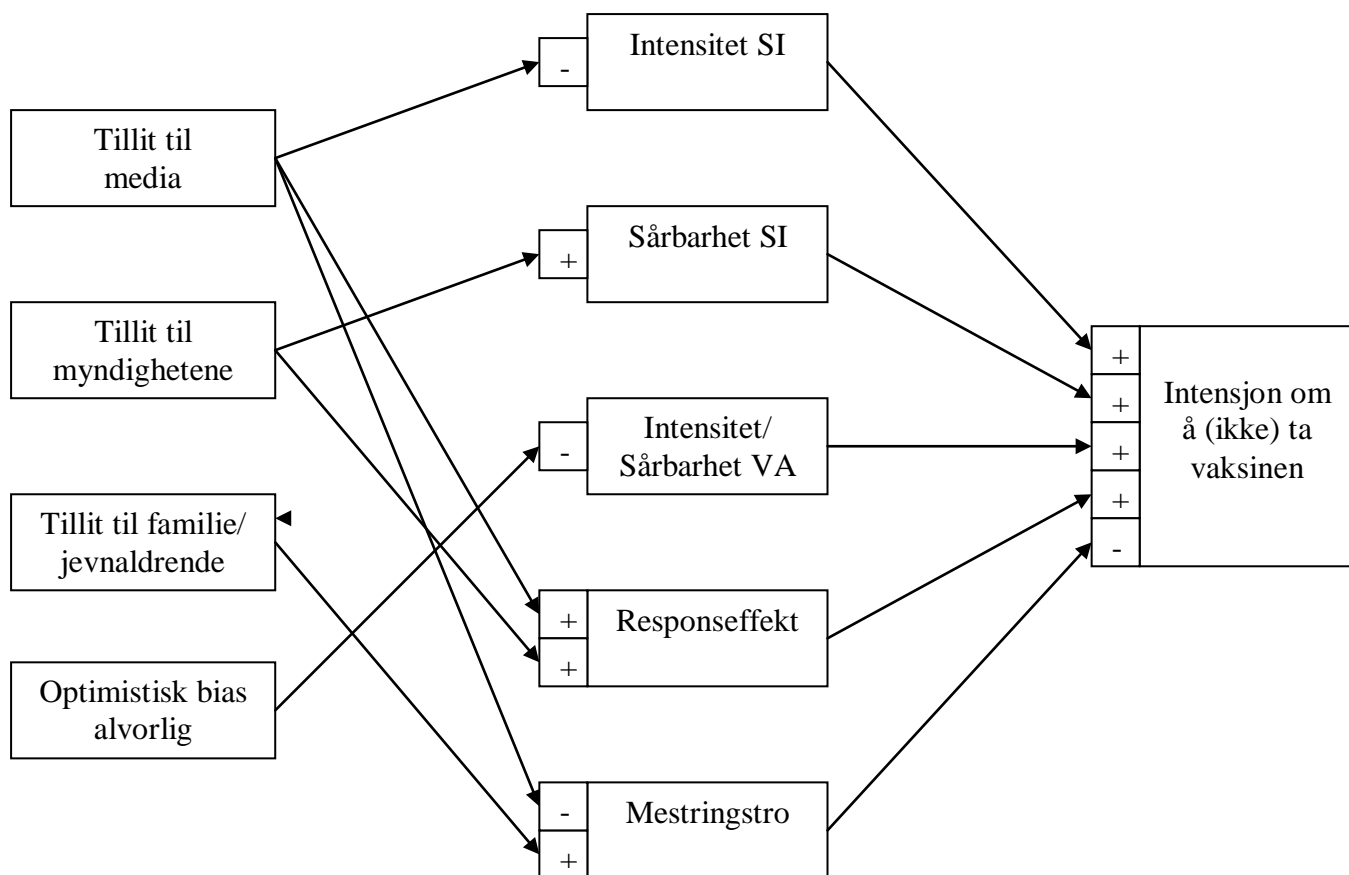 Intensitet SI
-
Tillit til
media
Sårbarhet SI
+
Tillit til
myndighetene
Intensitet/
Sårbarhet VA
-
Tillit til familie/
jevnaldrende
Responseffekt
+
+
Optimistisk bias
alvorlig
Mestringstro
-
+
Intensjon om
å (ikke) ta
vaksinen
+
+
+
+
-